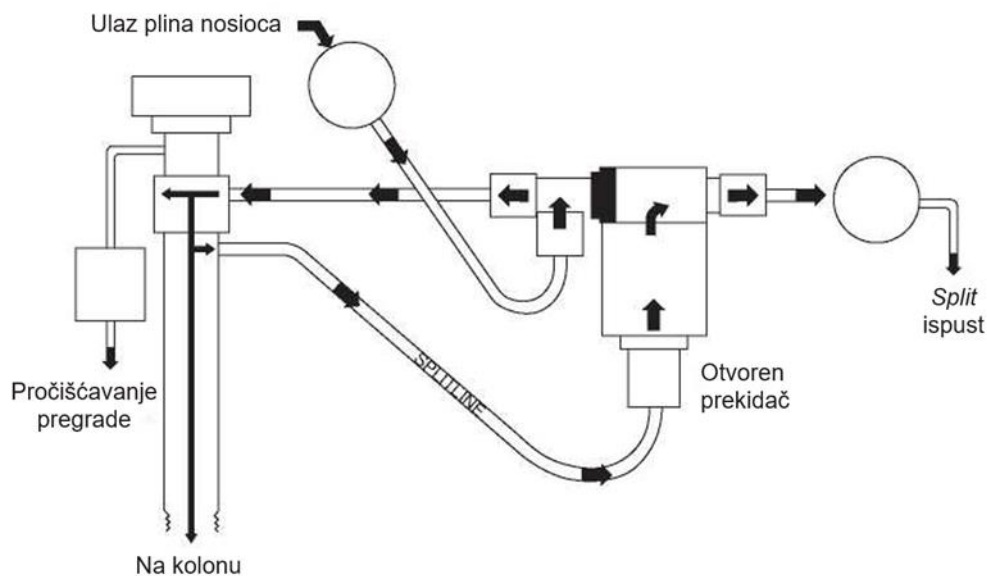 Ulaz plina nosioca
Split
ispust
SPLITLINE
Otvoren
prekidač
Pročišćavanje
pregrade
Na kolonu